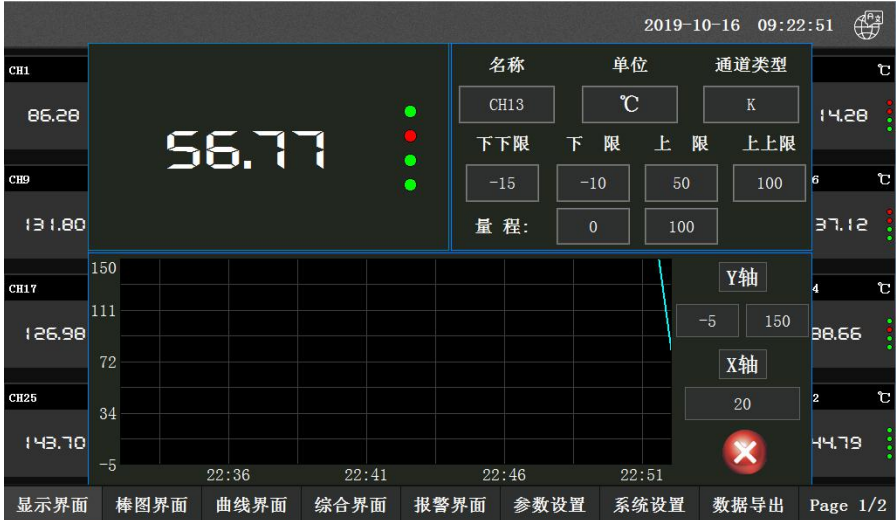 2019-10-16 09:22:51
CH1
℃
86.28
14.28
CH9
6 ℃
131.80
37.12
CH17
4 ℃
126.98
38.66
CH25
2 ℃
143.70
44.79
56.77
名称 单位 通道类型
CH13 ℃ K
下下限 下 限 上 限 上上限
-15 -10 50 100
量 程: 0 100
150
111
72
34
-5
22:36 22:41 22:46 22:51
Y轴
-5 150
X轴
20
显示界面 棒图界面 曲线界面 综合界面 报警界面 参数设置 系统设置 数据导出 Page 1/2